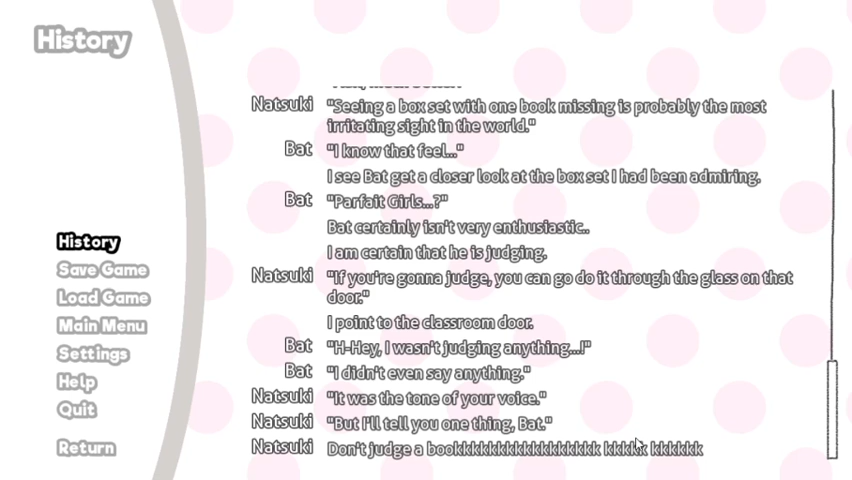 History
Natsuki "Seeing a box set with one book missing is probably the most
irritating sight in the world."
Bat "I know that feel..."
I see Bat get a closer look at the box set I had been admiring.
Bat "Parfait Girls...?"
Bat certainly isn't very enthusiastic..
I am certain that he is judging.
Natsuki "If you're gonna judge, you can go do it through the glass on that
door."
I point to the classroom door.
Bat "H-Hey, I wasn't judging anything...!"
Bat "I didn't even say anything."
Natsuki "It was the tone of your voice."
Natsuki "But I'll tell you one thing, Bat."
Natsuki Don't judge a bookkkkkkkkkkkkkkkkkk kkkkk kkkkkk
History
Save Game
Load Game
Main Menu
Settings
Help
Quit
Return